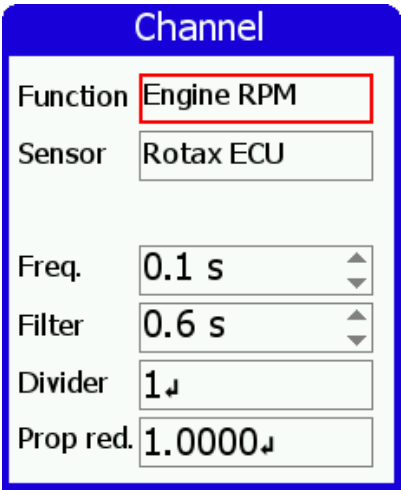 Channel
Function Engine RPM
Sensor Rotax ECU
Freq. 0.1 s
Filter 0.6 s
Divider 1↲
Prop red. 1.0000↲